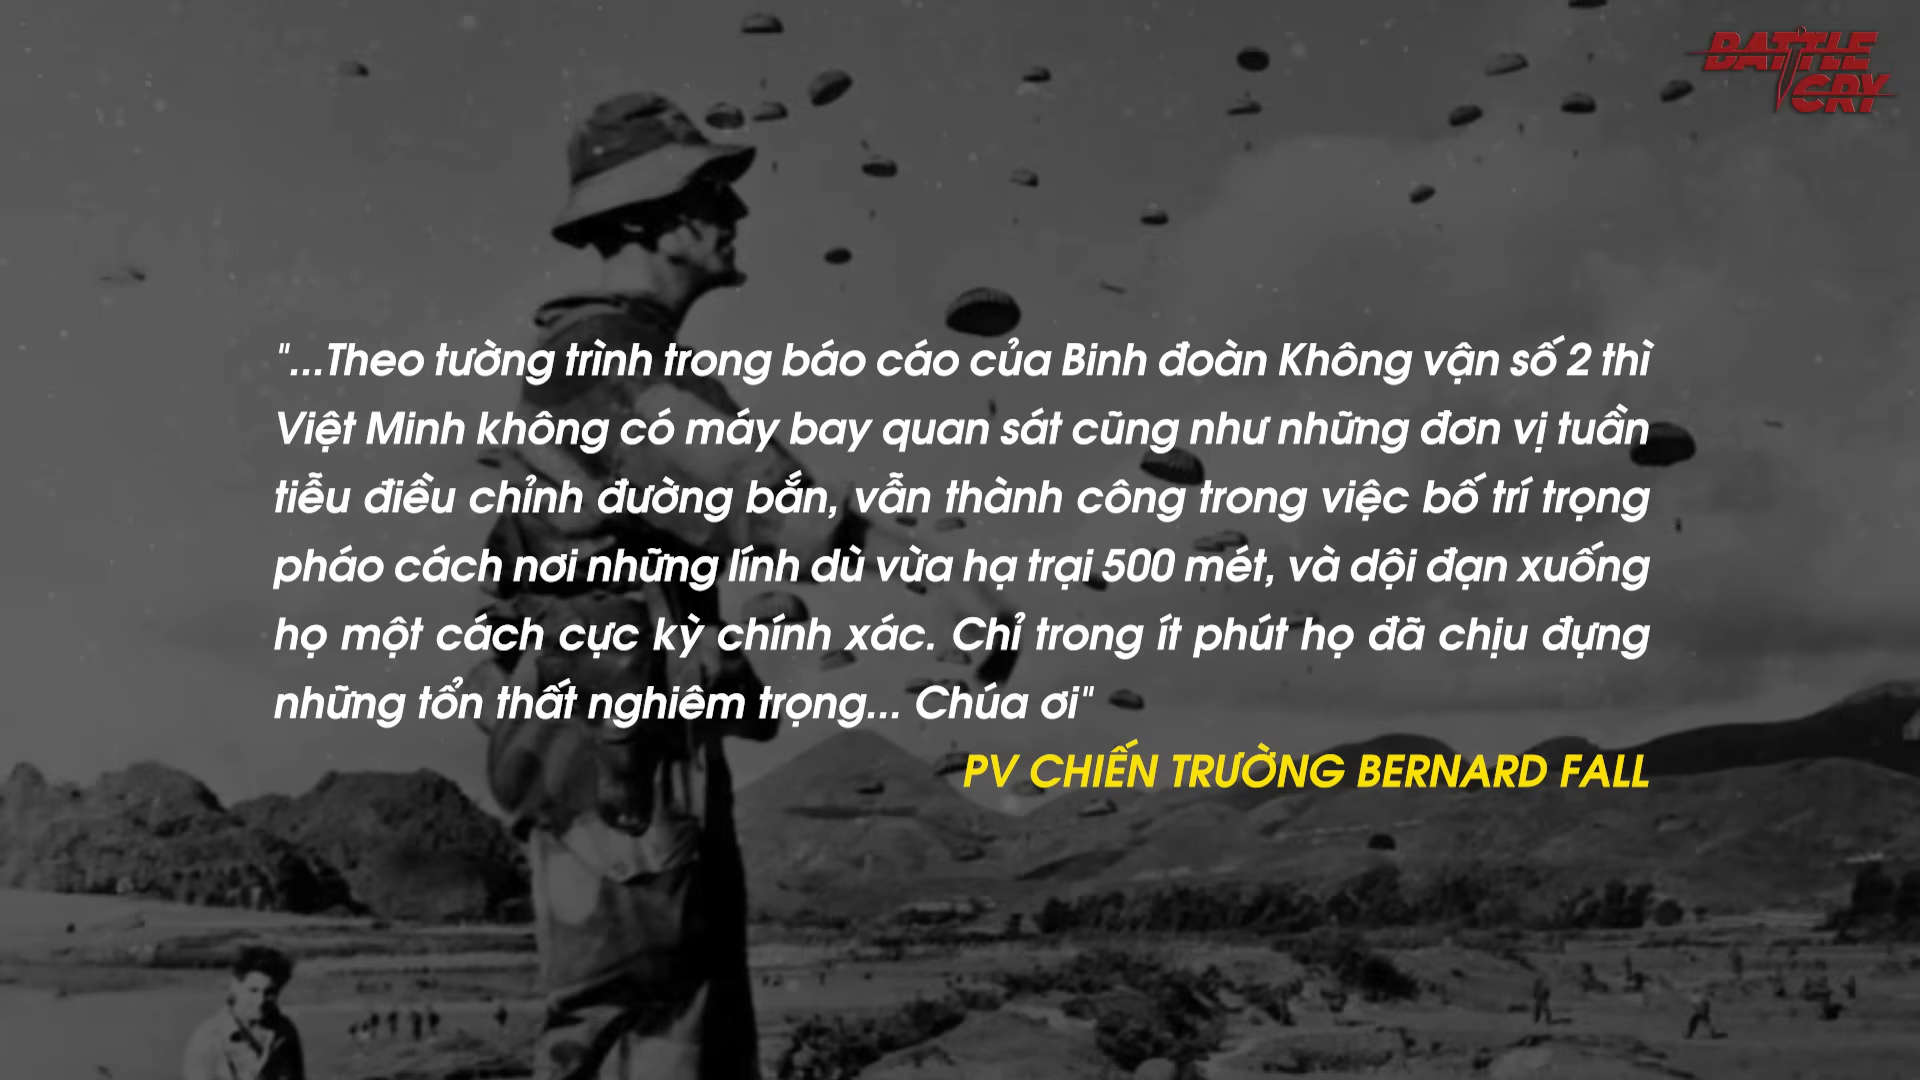 BATTLE
CRY
"...Theo tường trình trong báo cáo của Binh đoàn Không vận số 2 thì
Việt Minh không có máy bay quan sát cũng như những đơn vị tuần
tiễu điều chỉnh đường bắn, vẫn thành công trong việc bố trí trọng
pháo cách nơi những lính dù vừa hạ trại 500 mét, và dội đạn xuống
họ một cách cực kỳ chính xác. Chỉ trong ít phút họ đã chịu đựng
những tổn thất nghiêm trọng... Chúa ơi"
PV CHIẾN TRƯỜNG BERNARD FALL